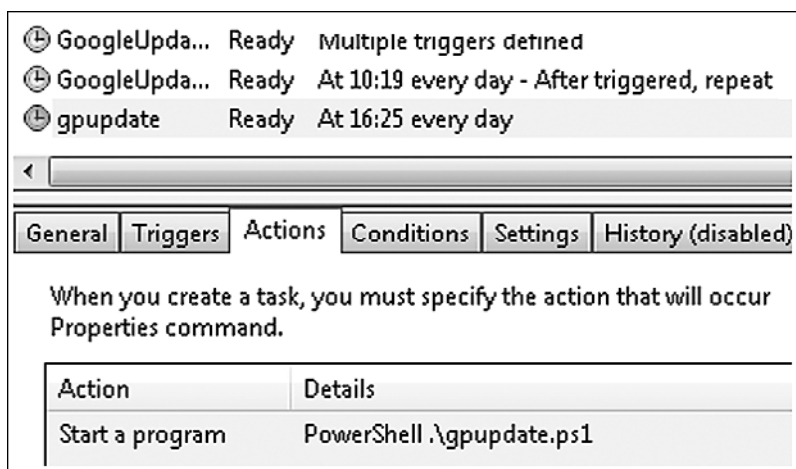 GoogleUpda... Ready Multiple triggers defined
GoogleUpda... Ready At 10:19 every day - After triggered, repeat
gpupdate Ready At 16:25 every day
General Triggers Actions Conditions Settings History (disabled)
When you create a task, you must specify the action that will occur
Properties command.
Action Details
Start a program PowerShell .\gpupdate.ps1